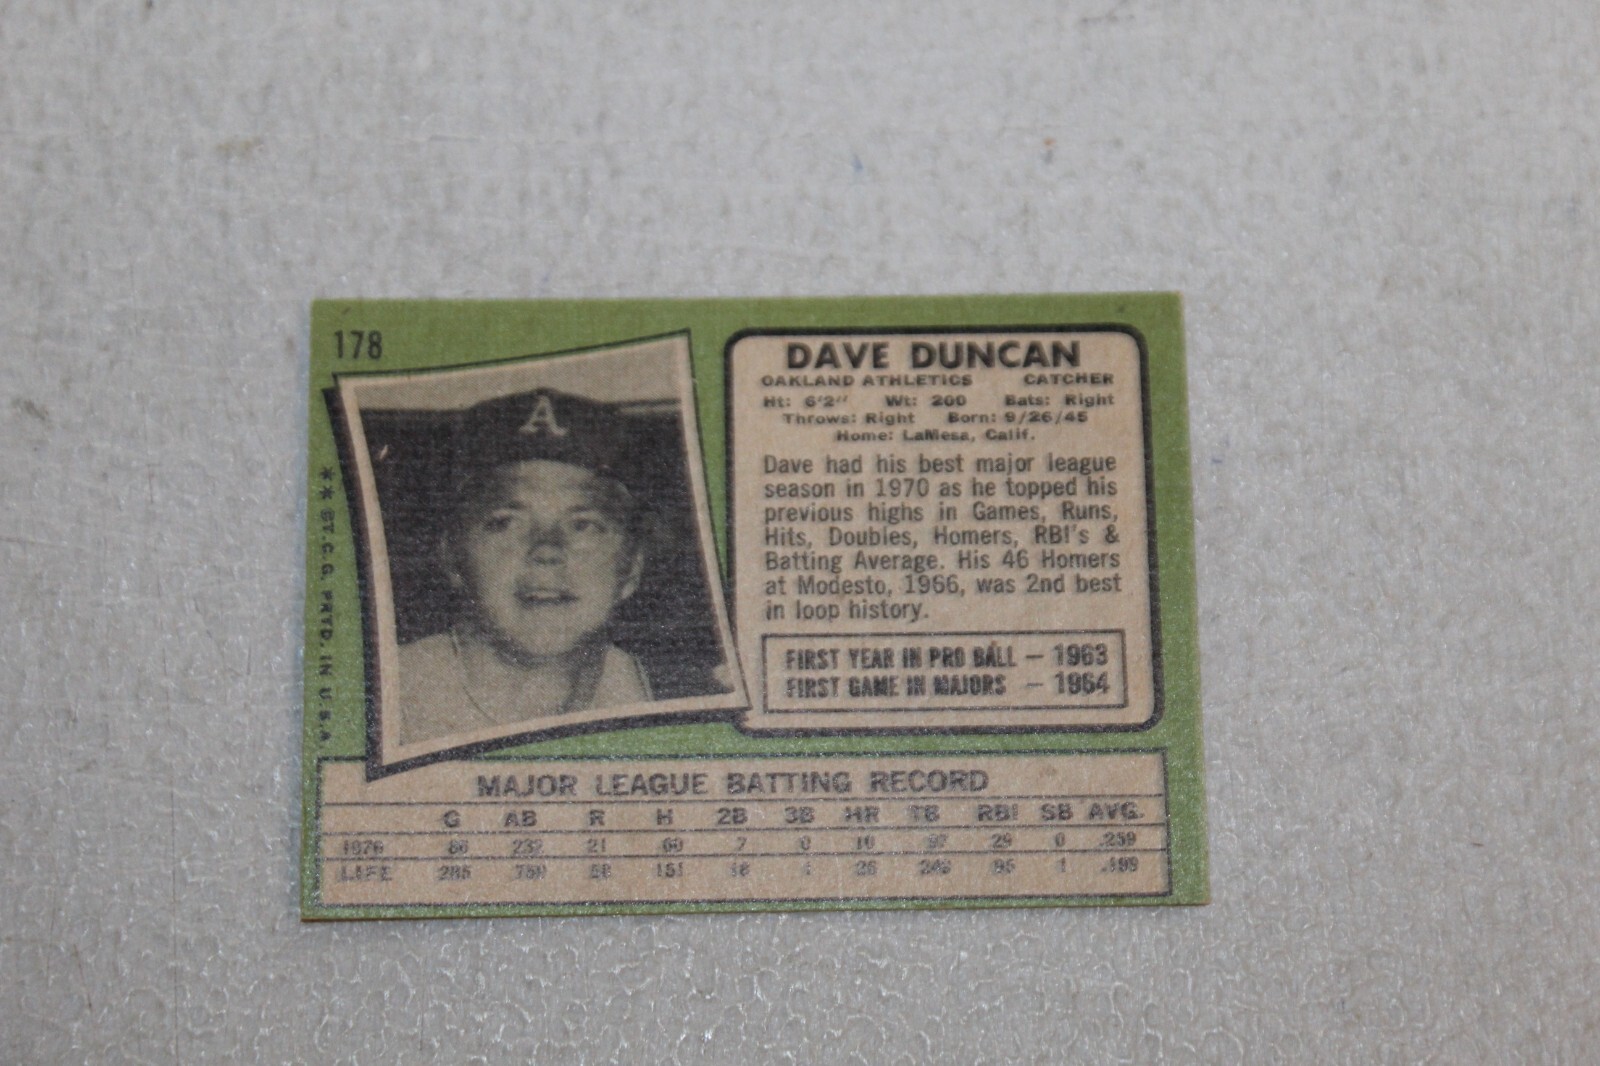 178
A
** ©T.C.G. PRTD. IN U.S.A.
DAVE DUNCAN
OAKLAND ATHLETICS CATCHER
Ht: 6'2" Wt: 200 Bats: Right
Throws: Right Born: 9/26/45
Home: LaMesa, Calif.
Dave had his best major league
season in 1970 as he topped his
previous highs in Games, Runs,
Hits, Doubles, Homers, RBI's &
Batting Average. His 46 Homers
at Modesto, 1966, was 2nd best
in loop history.
FIRST YEAR IN PRO BALL — 1963
FIRST GAME IN MAJORS — 1964
MAJOR LEAGUE BATTING RECORD
G AB R H 2B 3B HR TB RBI SB AVG.
1970 86 232 21 60 7 0 10 97 29 0 .259
LIFE 285 151 1